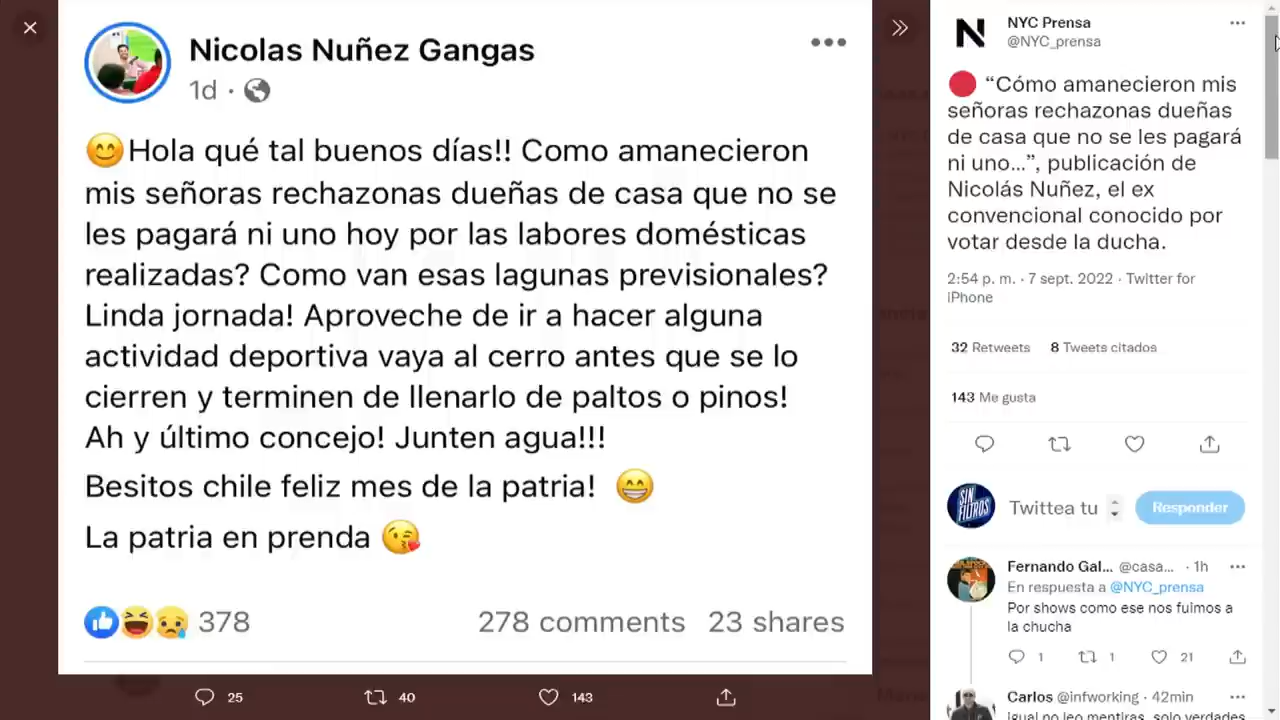 Nicolas Nuñez Gangas
1d ·
😊Hola qué tal buenos días!! Como amanecieron
mis señoras rechazonas dueñas de casa que no se
les pagará ni uno hoy por las labores domésticas
realizadas? Como van esas lagunas previsionales?
Linda jornada! Aproveche de ir a hacer alguna
actividad deportiva vaya al cerro antes que se lo
cierren y terminen de llenarlo de paltos o pinos!
Ah y último concejo! Junten agua!!!
Besitos chile feliz mes de la patria! 😁
La patria en prenda 😘
378 278 comments 23 shares
25 40 143
N
NYC Prensa
@NYC_prensa
🔴 “Cómo amanecieron mis
señoras rechazonas dueñas
de casa que no se les pagará
ni uno...”, publicación de
Nicolás Nuñez, el ex
convencional conocido por
votar desde la ducha.
2:54 p. m. · 7 sept. 2022 · Twitter for
iPhone
32 Retweets 8 Tweets citados
143 Me gusta
SIN
FILTROS
Twittea tu
Responder
Fernando Gal... @casa... · 1h
En respuesta a @NYC_prensa
Por shows como ese nos fuimos a
la chucha
1 1 21
Carlos @infworking · 42min
igual no leo mentiras, solo verdades